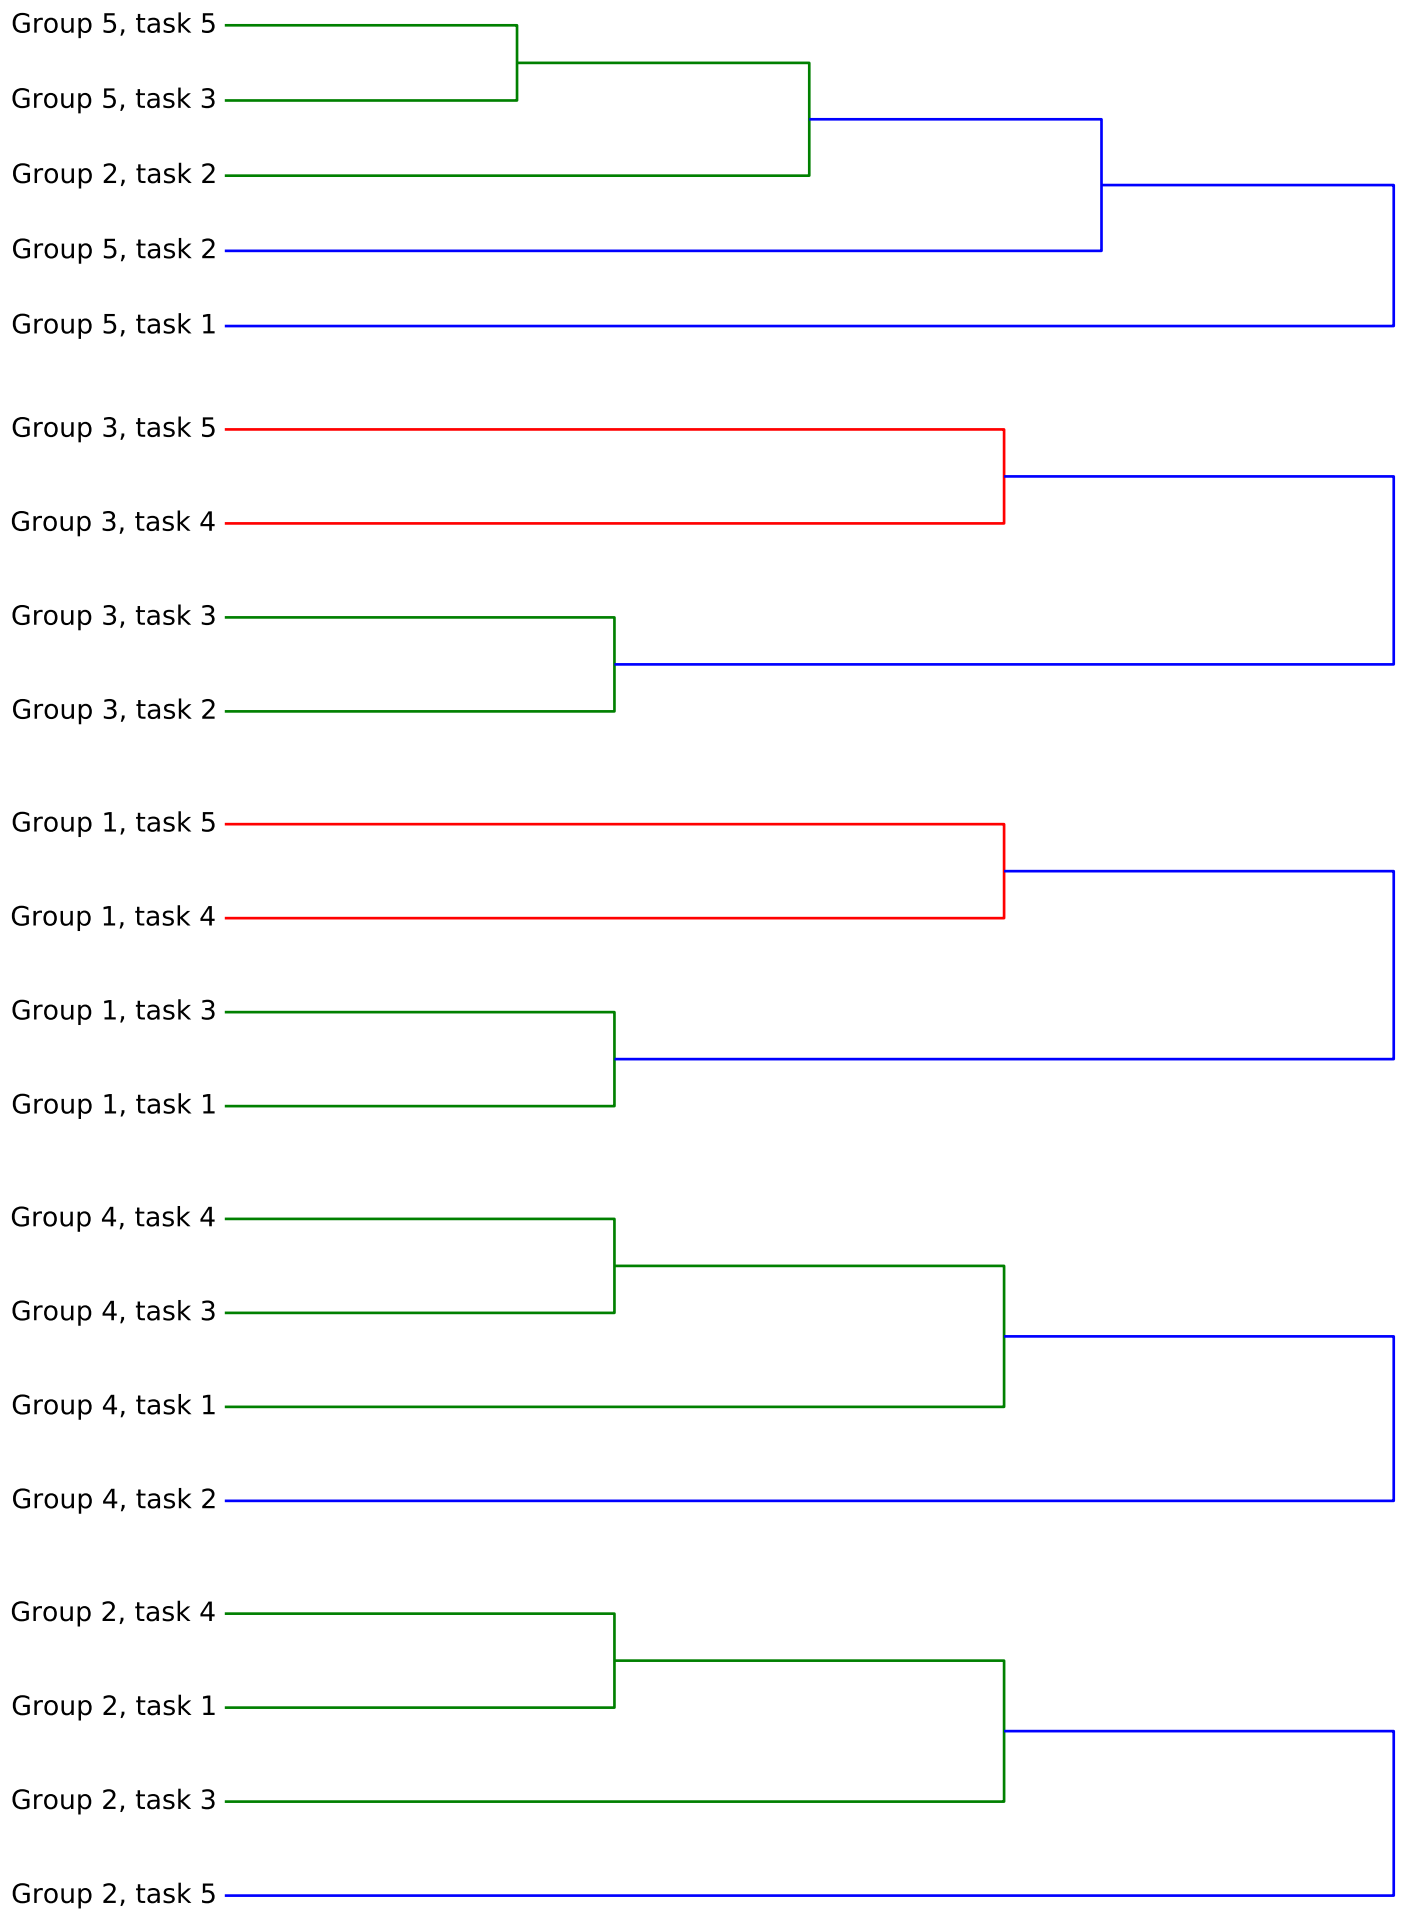 Group 5, task 5
Group 5, task 3
Group 2, task 2
Group 5, task 2
Group 5, task 1
Group 3, task 5
Group 3, task 4
Group 3, task 3
Group 3, task 2
Group 1, task 5
Group 1, task 4
Group 1, task 3
Group 1, task 1
Group 4, task 4
Group 4, task 3
Group 4, task 1
Group 4, task 2
Group 2, task 4
Group 2, task 1
Group 2, task 3
Group 2, task 5